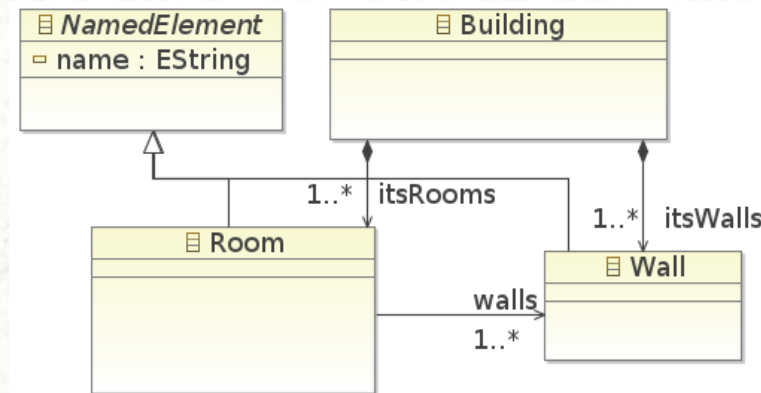 NamedElement
name : EString
Building
1..* itsRooms
1..* itsWalls
Room
Wall
walls
1..*